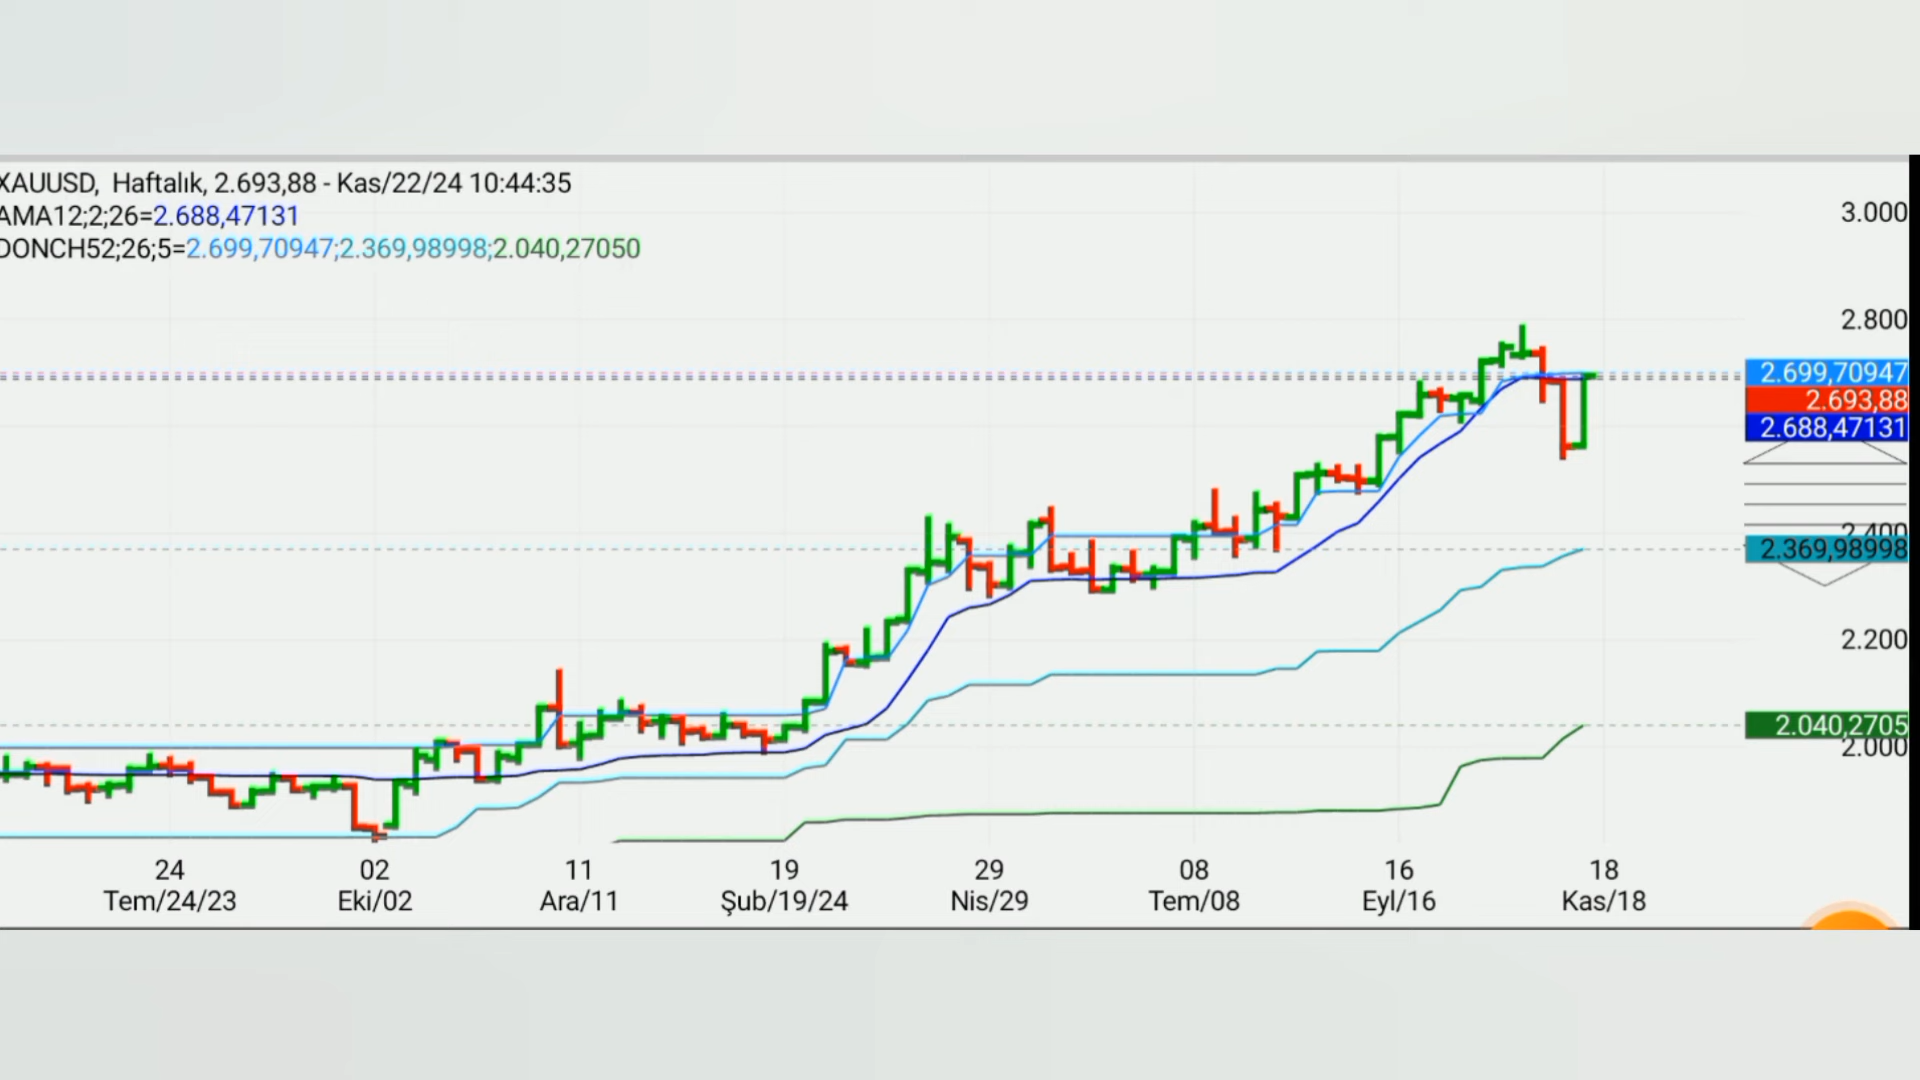 XAUUSD, Haftalık, 2.693,88 - Kas/22/24 10:44:35
AMA12;2;26=2.688,47131
DONCH52;26;5=2.699,70947;2.369,98998;2.040,27050
3.000
2.800
2.699,70947
2.693,88
2.688,47131
2.400
2.369,98998
2.200
2.040,2705
2.000
24 02 11 19 29 08 16 18
Tem/24/23 Eki/02 Ara/11 Şub/19/24 Nis/29 Tem/08 Eyl/16 Kas/18